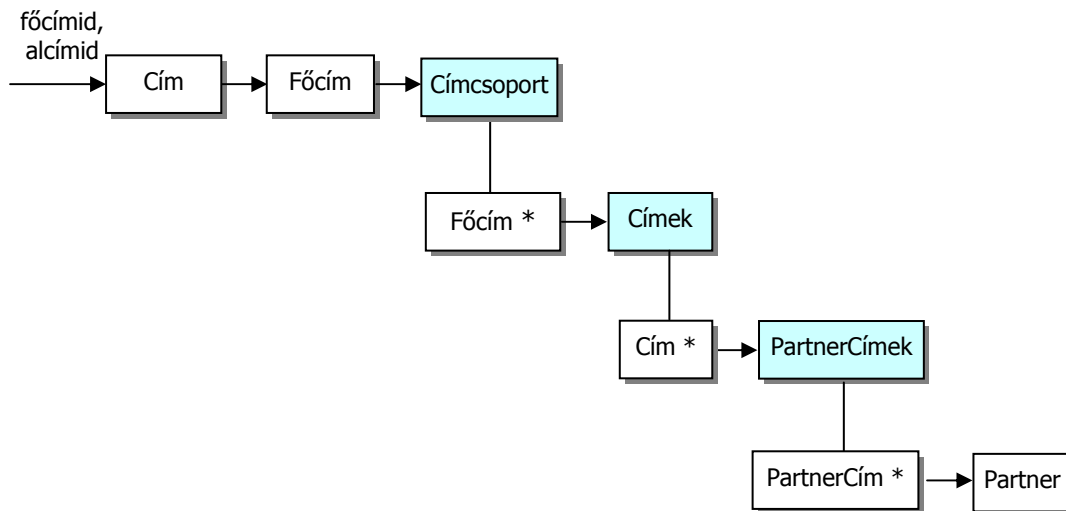 főcímid,
alcímid
Cím
Főcím
Címcsoport
Főcím *
Címek
Cím *
PartnerCímek
PartnerCím *
Partner